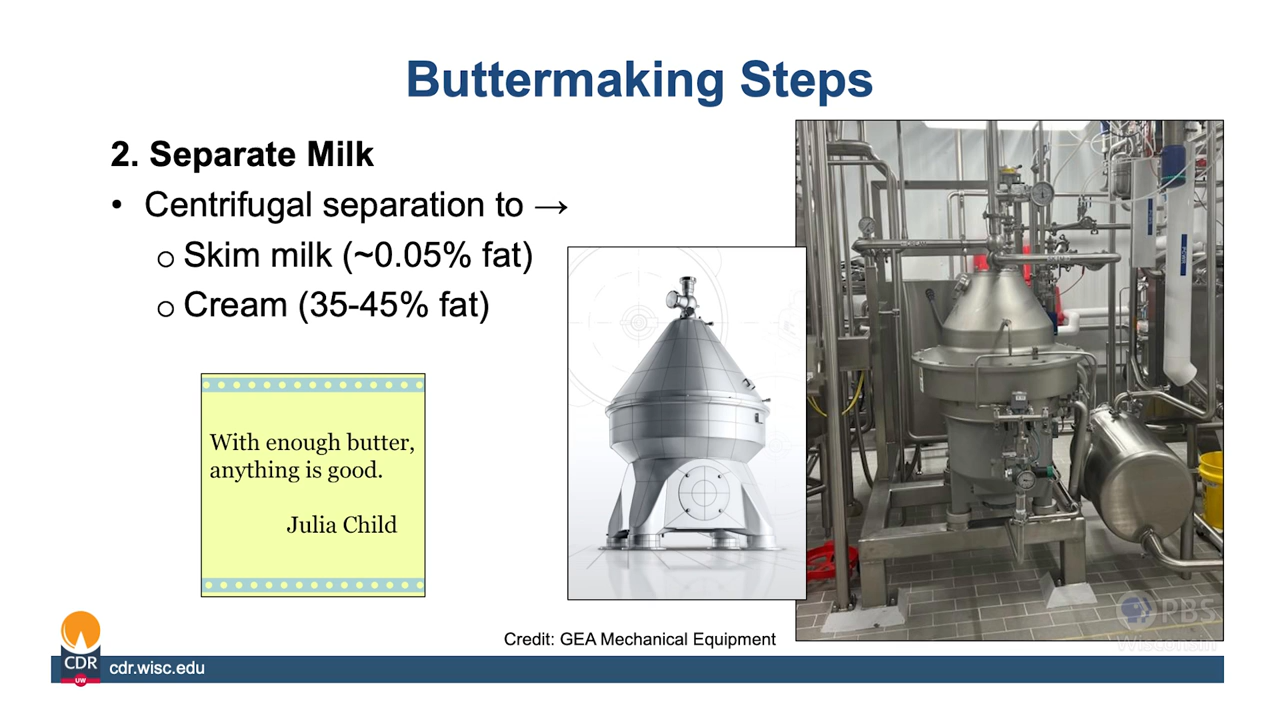 Buttermaking Steps
2. Separate Milk
• Centrifugal separation to →
o Skim milk (~0.05% fat)
o Cream (35-45% fat)
With enough butter,
anything is good.
Julia Child
Credit: GEA Mechanical Equipment
PBS
Wisconsin
CDR
UW
cdr.wisc.edu